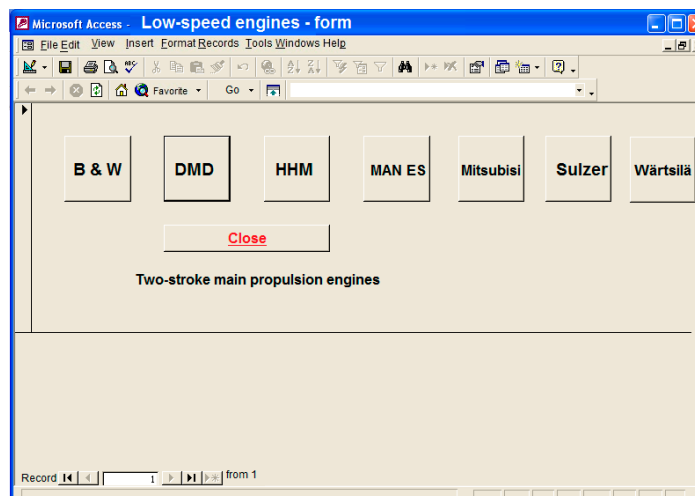 Microsoft Access - Low-speed engines - form
File Edit View Insert Format Records Tools Windows Help
Favorite Go
B & W DMD HHM MAN ES Mitsubisi Sulzer Wärtsilä
Close
Two-stroke main propulsion engines
Record 1 from 1